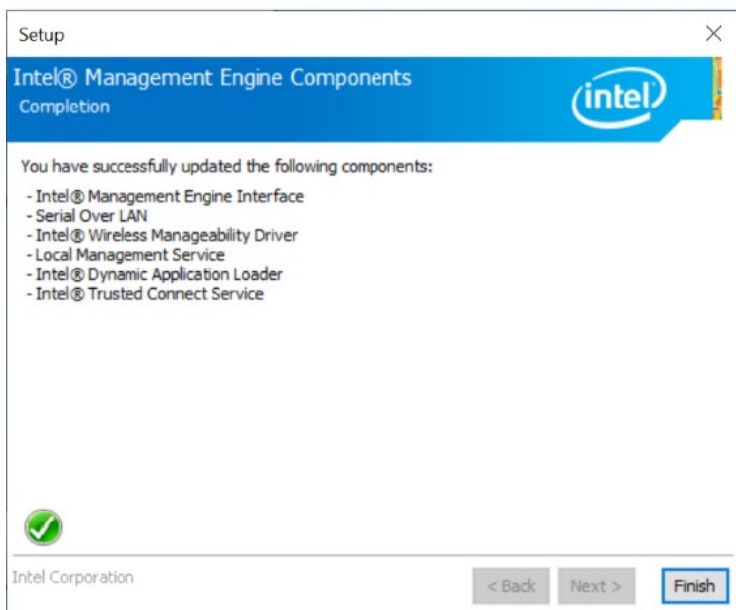 Setup
Intel® Management Engine Components
Completion
intel
You have successfully updated the following components:
- Intel® Management Engine Interface
- Serial Over LAN
- Intel® Wireless Manageability Driver
- Local Management Service
- Intel® Dynamic Application Loader
- Intel® Trusted Connect Service
Intel Corporation
< Back Next > Finish